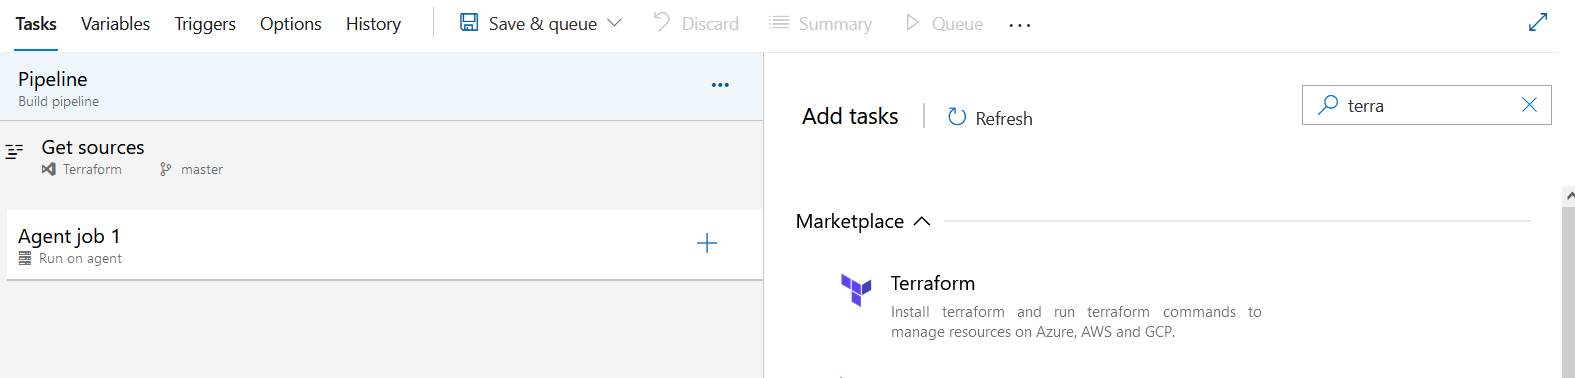 Tasks Variables Triggers Options History Save & queue Discard Summary Queue ...
Pipeline
Build pipeline
Get sources
Terraform master
Agent job 1
Run on agent
Add tasks Refresh terra
Marketplace
Terraform
Install terraform and run terraform commands to
manage resources on Azure, AWS and GCP.